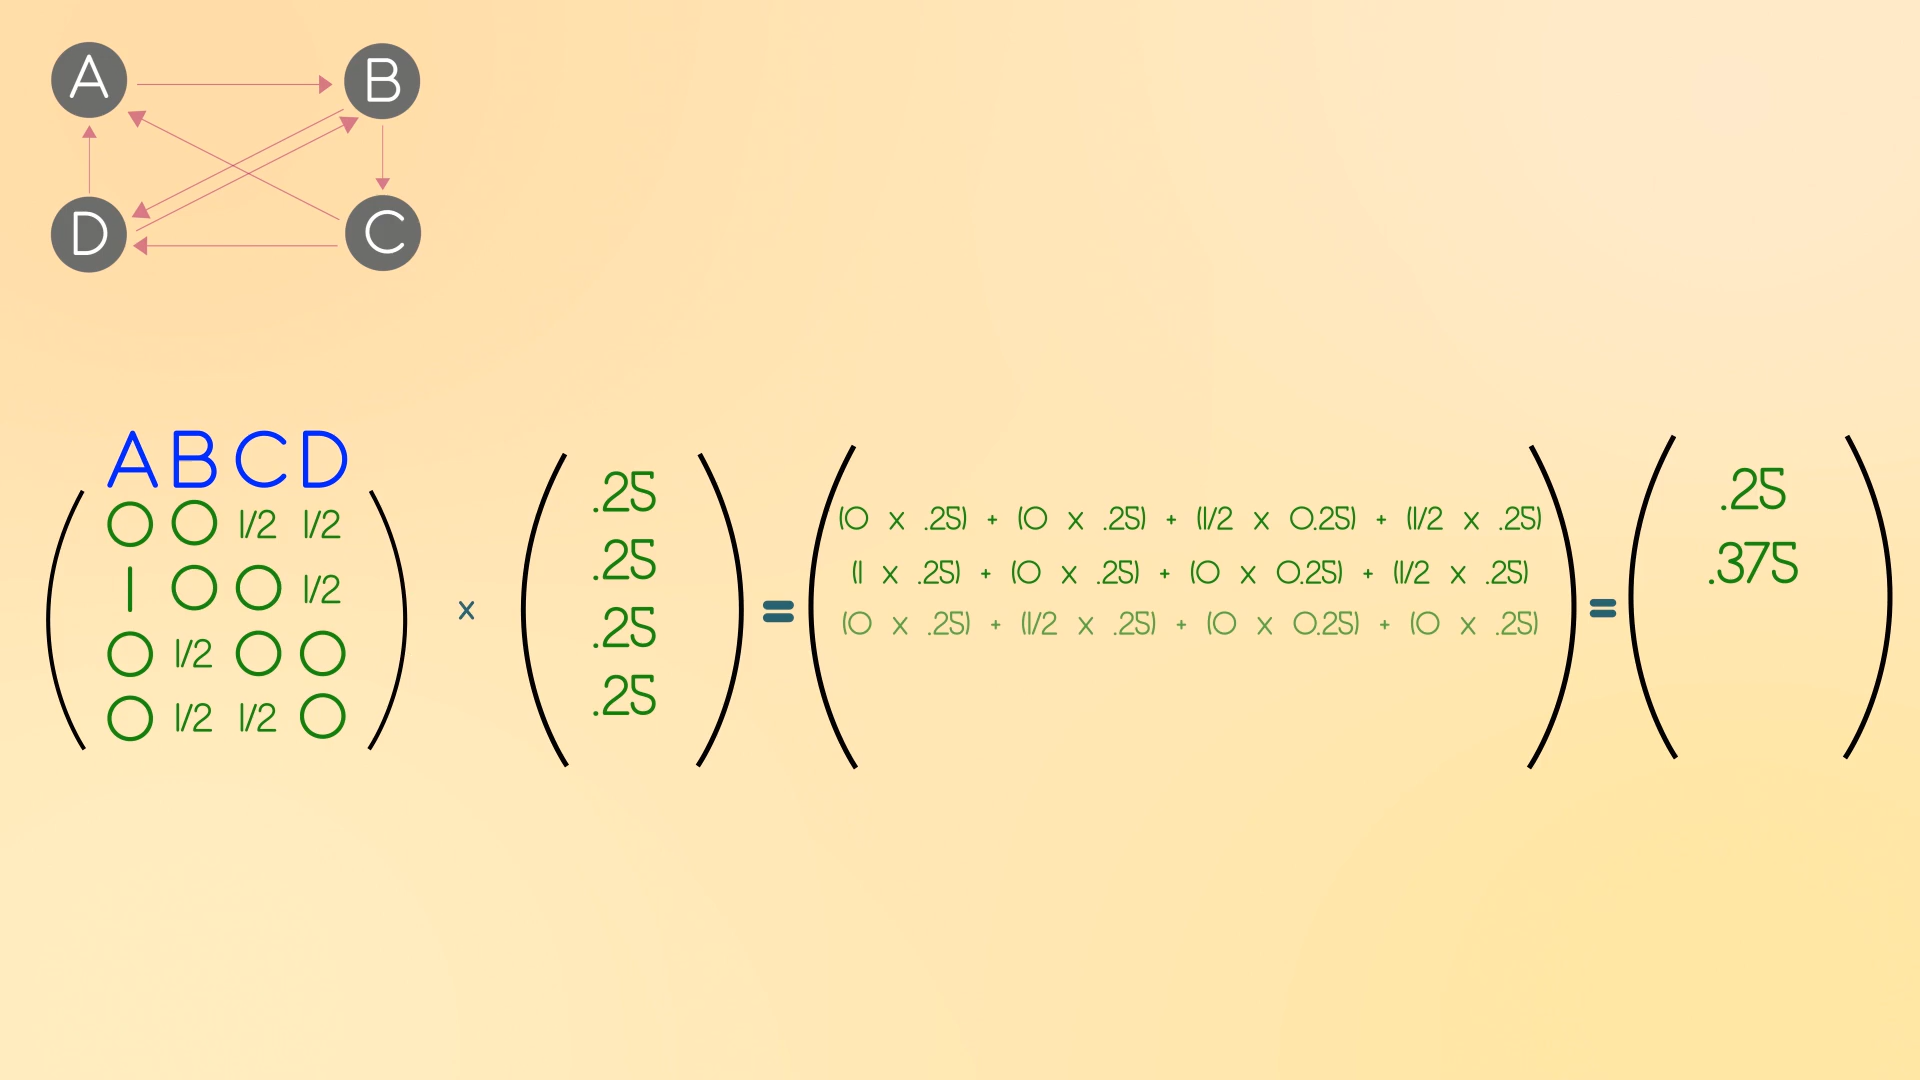 A B
D C
A B C D
0 0 1/2 1/2
1 0 0 1/2
0 1/2 0 0
0 1/2 1/2 0
x
.25
.25
.25
.25
=
(0 x .25) + (0 x .25) + (1/2 x 0.25) + (1/2 x .25)
(1 x .25) + (0 x .25) + (0 x 0.25) + (1/2 x .25)
(0 x .25) + (1/2 x .25) + (0 x 0.25) + (0 x .25)
=
.25
.375